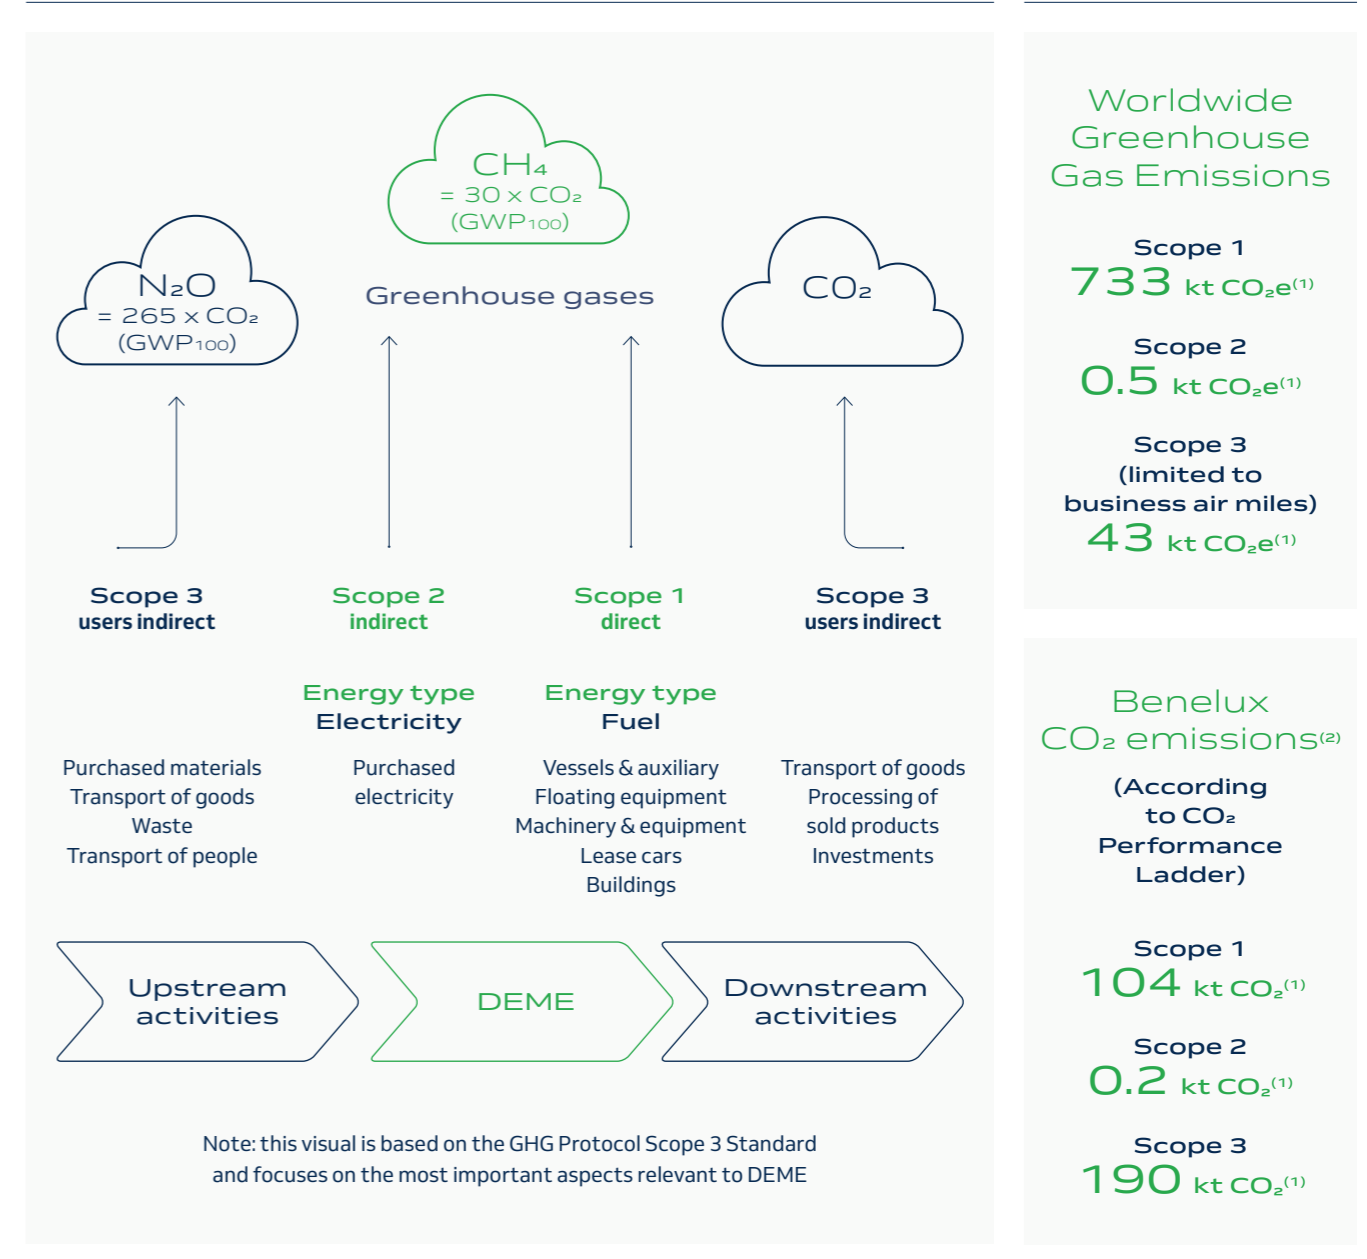 CH₄
= 30 x CO₂
(GWP₁₀₀)
N₂O
= 265 x CO₂
(GWP₁₀₀)
Greenhouse gases
CO₂
Scope 3
users indirect
Scope 2
indirect
Scope 1
direct
Scope 3
users indirect
Energy type
Electricity
Energy type
Fuel
Purchased materials
Transport of goods
Waste
Transport of people
Purchased
electricity
Vessels & auxiliary
Floating equipment
Machinery & equipment
Lease cars
Buildings
Transport of goods
Processing of
sold products
Investments
Upstream
activities
DEME
Downstream
activities
Note: this visual is based on the GHG Protocol Scope 3 Standard
and focuses on the most important aspects relevant to DEME
Worldwide
Greenhouse
Gas Emissions
Scope 1
733 kt CO₂e⁽¹⁾
Scope 2
0.5 kt CO₂e⁽¹⁾
Scope 3
(limited to
business air miles)
43 kt CO₂e⁽¹⁾
Benelux
CO₂ emissions⁽²⁾
(According
to CO₂
Performance
Ladder)
Scope 1
104 kt CO₂⁽¹⁾
Scope 2
0.2 kt CO₂⁽¹⁾
Scope 3
190 kt CO₂⁽¹⁾